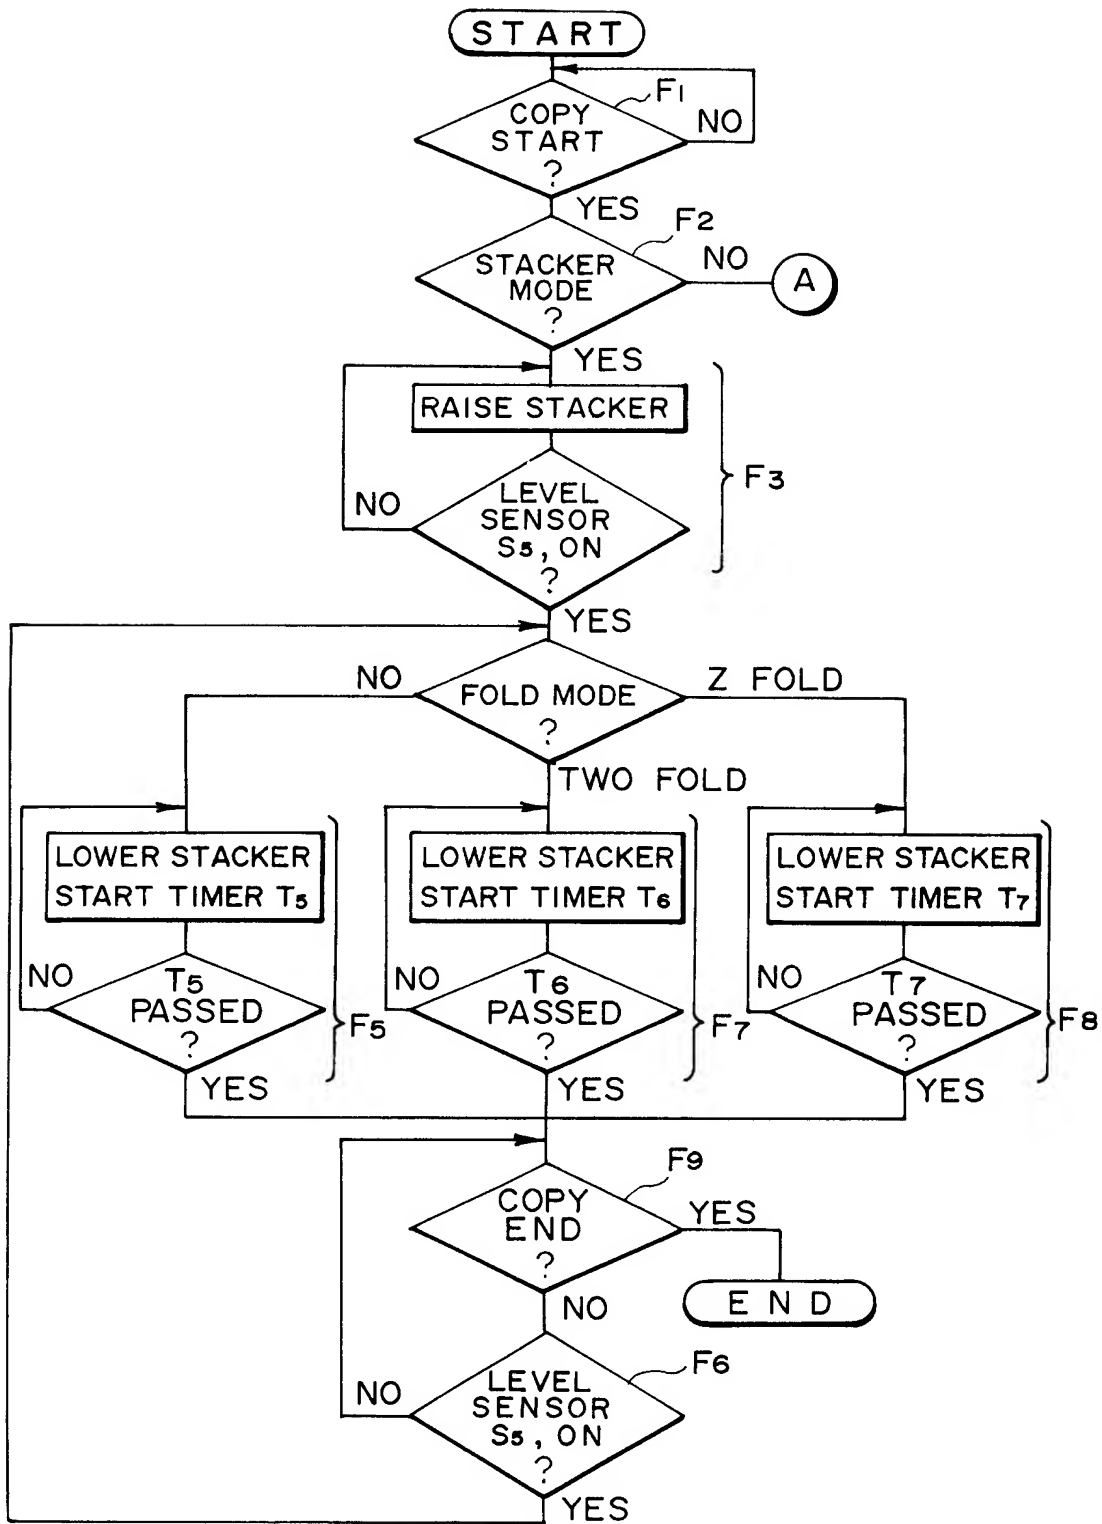 START
F1
COPY
START
?
NO
YES
F2
STACKER
MODE
?
NO
A
YES
RAISE STACKER
F3
LEVEL
SENSOR
S5, ON
?
NO
YES
NO
FOLD MODE
?
Z FOLD
TWO FOLD
LOWER STACKER
START TIMER T5
LOWER STACKER
START TIMER T6
LOWER STACKER
START TIMER T7
NO
T5
PASSED
?
F5
NO
T6
PASSED
?
F7
NO
T7
PASSED
?
F8
YES
YES
YES
F9
COPY
END
?
YES
END
NO
F6
LEVEL
SENSOR
S5, ON
?
NO
YES